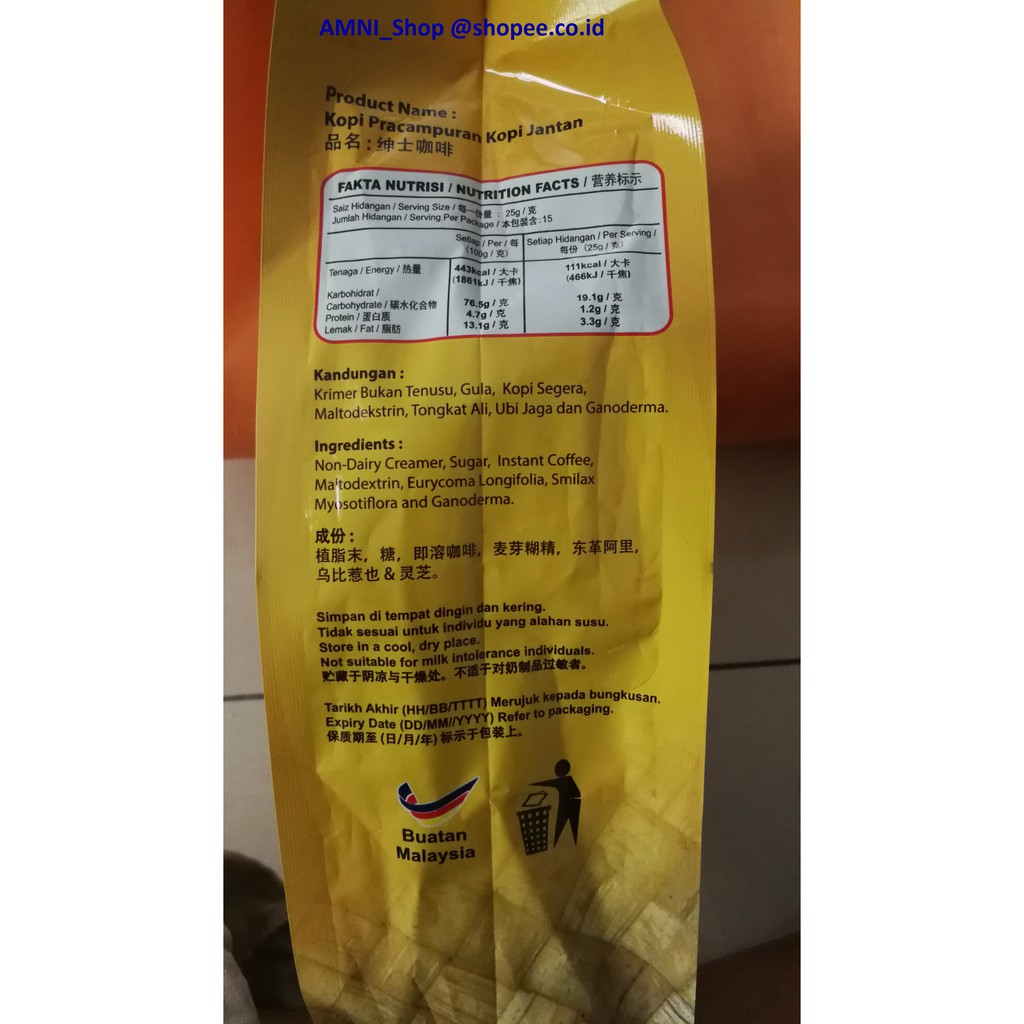 AMNI_Shop @shopee.co.id
Product Name :
Kopi Pracampuran Kopi Jantan
品名 : 绅士咖啡
FAKTA NUTRISI / NUTRITION FACTS / 营养标示
Saiz Hidangan / Serving Size / 每一份量 : 25g / 克
Jumlah Hidangan / Serving Per Package / 本包装含 : 15
Setiap / Per / 每 (100g / 克) Setiap Hidangan / Per Serving / 每份 (25g / 克)
Tenaga / Energy / 热量 443kcal / 大卡 (1861kJ / 千焦) 111kcal / 大卡 (466kJ / 千焦)
Karbohidrat /
Carbohydrate / 碳水化合物 76.5g / 克 19.1g / 克
Protein / 蛋白质 4.7g / 克 1.2g / 克
Lemak / Fat / 脂肪 13.1g / 克 3.3g / 克
Kandungan :
Krimer Bukan Tenusu, Gula, Kopi Segera,
Maltodekstrin, Tongkat Ali, Ubi Jaga dan Ganoderma.
Ingredients :
Non-Dairy Creamer, Sugar, Instant Coffee,
Maltodextrin, Eurycoma Longifolia, Smilax
Myosotiflora and Ganoderma.
成份 :
植脂末，糖，即溶咖啡，麦芽糊精，东革阿里，
乌比惹也 & 灵芝。
Simpan di tempat dingin dan kering.
Tidak sesuai untuk individu yang alahan susu.
Store in a cool, dry place.
Not suitable for milk intolerance individuals.
贮藏于阴凉与干燥处。不适于对奶制品过敏者。
Tarikh Akhir (HH/BB/TTTT) Merujuk kepada bungkusan.
Expiry Date (DD/MM//YYYY) Refer to packaging.
保质期至 (日/月/年) 标示于包装上。
Buatan
Malaysia